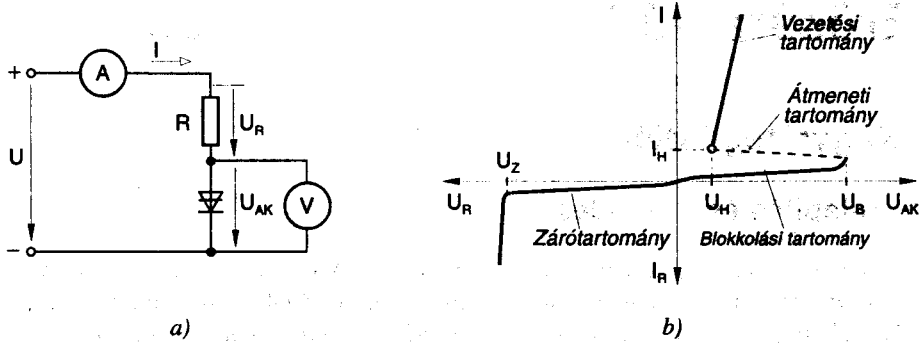 +
A
I
R
U_R
U
U_AK
V
−
a)
I
Vezetési
tartomány
Átmeneti
tartomány
I_H
U_Z
U_R
U_H
U_B
U_AK
Zárótartomány
Blokkolási tartomány
I_R
b)